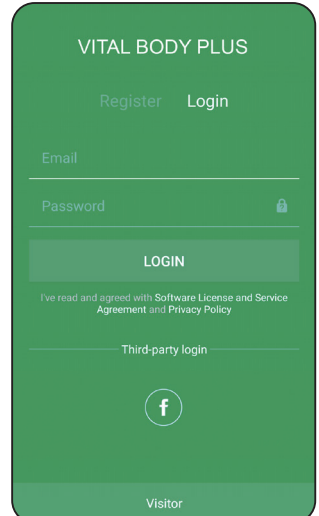 VITAL BODY PLUS
Register Login
Email
Password
LOGIN
I've read and agreed with Software License and Service
Agreement and Privacy Policy
Third-party login
f
Visitor